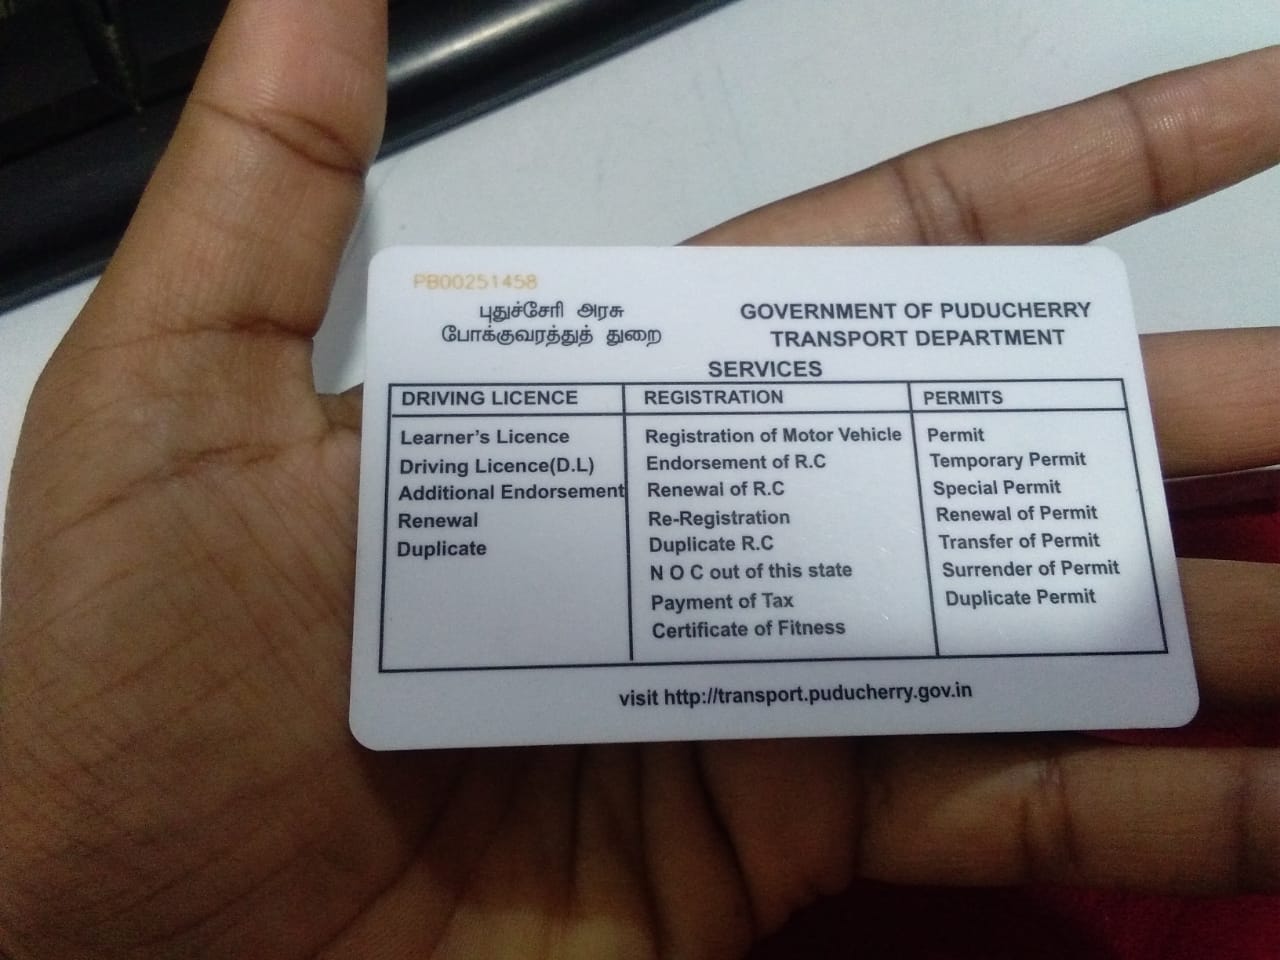 PB00251458
புதுச்சேரி அரசு
போக்குவரத்துத் துறை
GOVERNMENT OF PUDUCHERRY
TRANSPORT DEPARTMENT
SERVICES
DRIVING LICENCE
Learner's Licence
Driving Licence(D.L)
Additional Endorsement
Renewal
Duplicate
REGISTRATION
Registration of Motor Vehicle
Endorsement of R.C
Renewal of R.C
Re-Registration
Duplicate R.C
N O C out of this state
Payment of Tax
Certificate of Fitness
PERMITS
Permit
Temporary Permit
Special Permit
Renewal of Permit
Transfer of Permit
Surrender of Permit
Duplicate Permit
visit http://transport.puducherry.gov.in